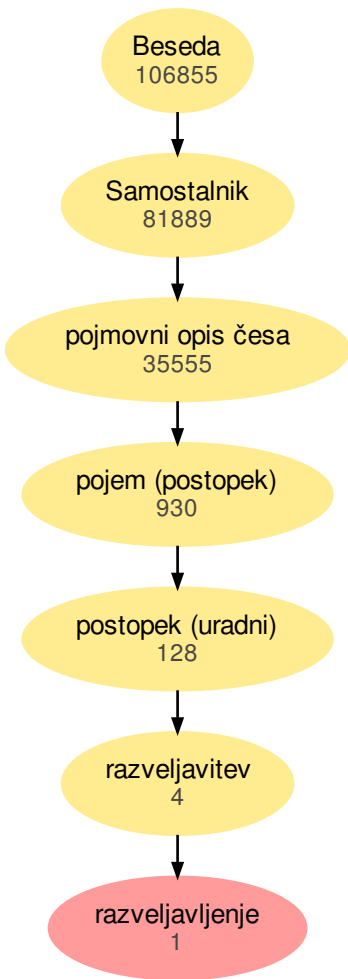 Beseda
106855
Samostalnik
81889
pojmovni opis česa
35555
pojem (postopek)
930
postopek (uradni)
128
razveljavitev
4
razveljavljenje
1